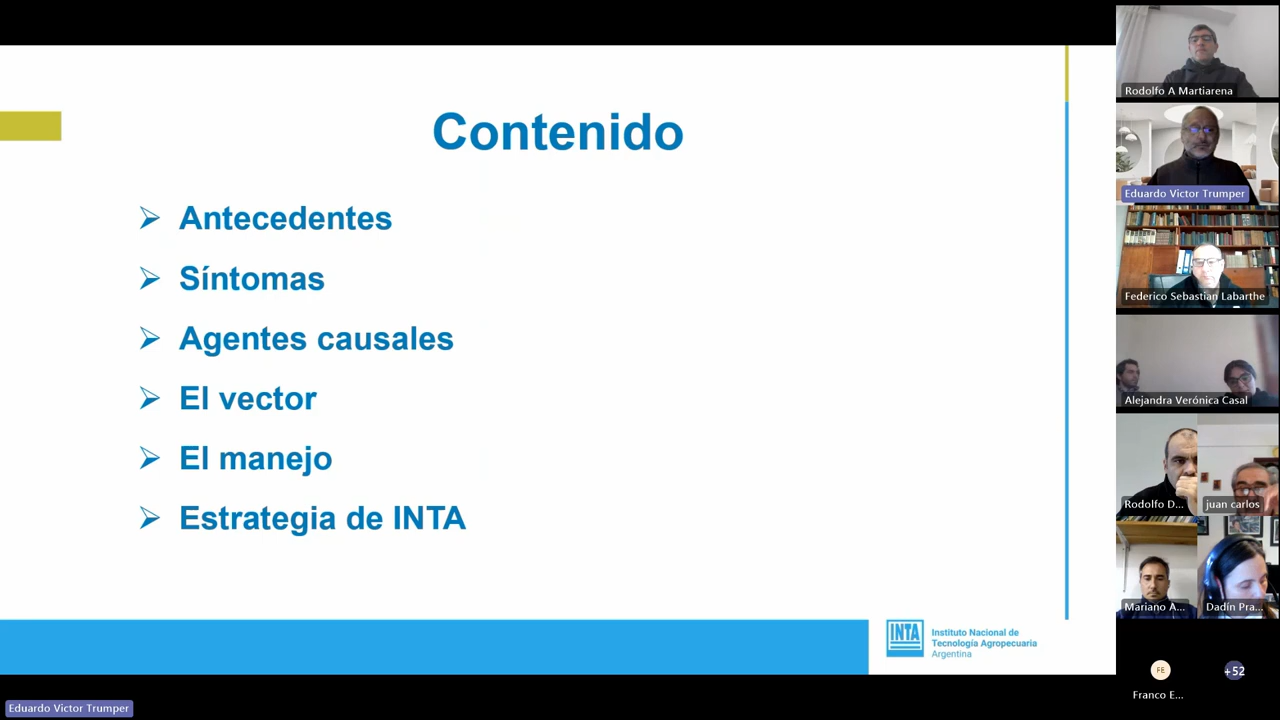 Contenido
Antecedentes
Síntomas
Agentes causales
El vector
El manejo
Estrategia de INTA
INTA
Instituto Nacional de
Tecnología Agropecuaria
Argentina
Eduardo Victor Trumper
Rodolfo A Martiarena
Eduardo Victor Trumper
Federico Sebastian Labarthe
Alejandra Verónica Casal
Rodolfo D...
juan carlos
Mariano A...
Dadín Pra...
FE
Franco E...
+52